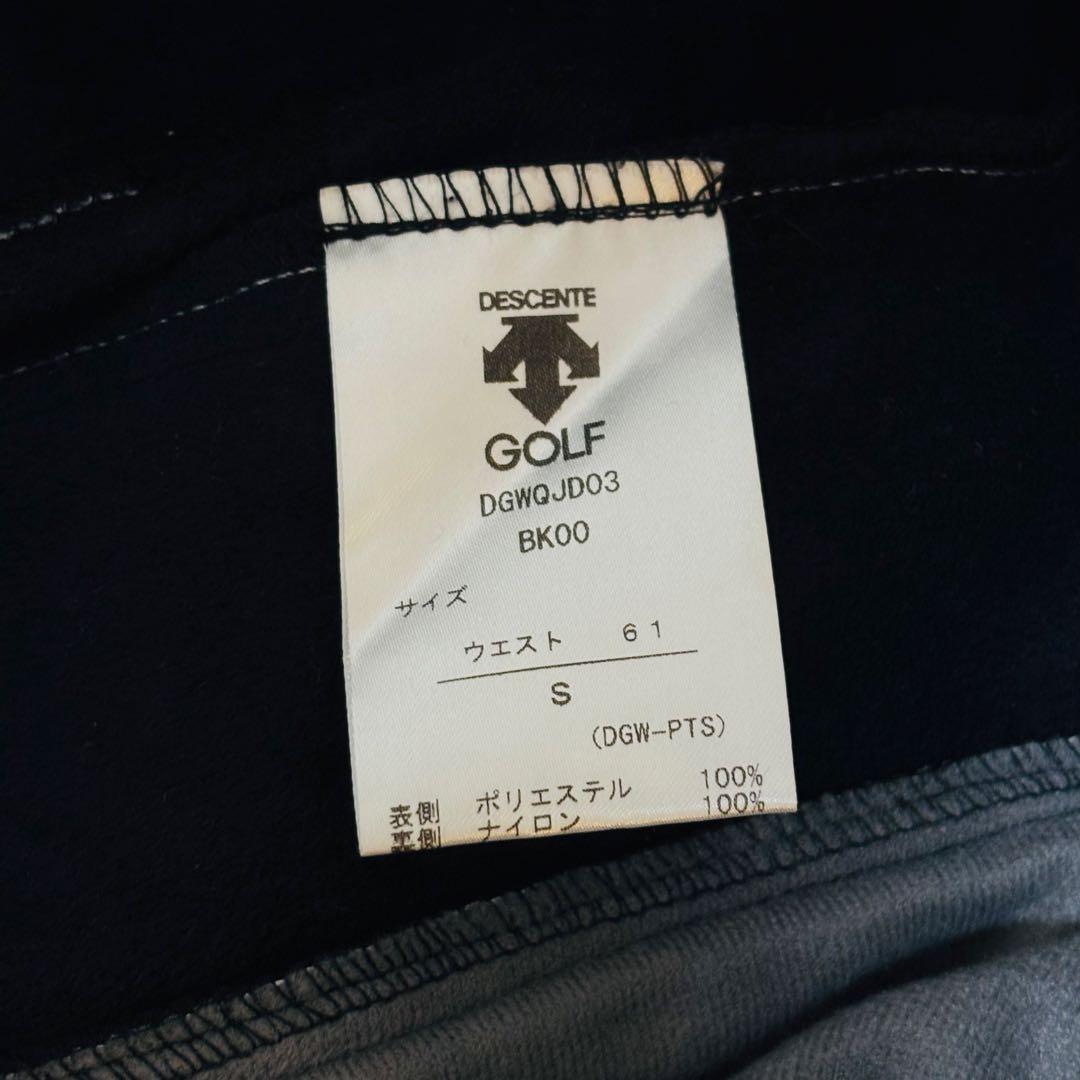 DESCENTE
GOLF
DGWQJD03
BK00
サイズ
ウエスト 61
S
(DGW-PTS)
表側 ポリエステル 100%
裏側 ナイロン 100%